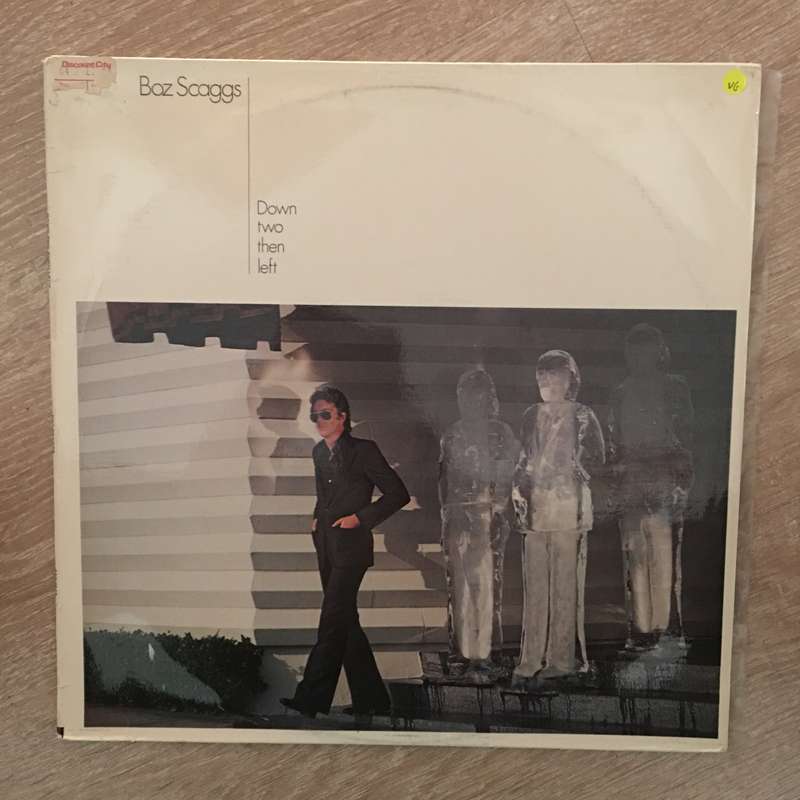 Discount City
VG
Boz Scaggs
Down
two
then
left